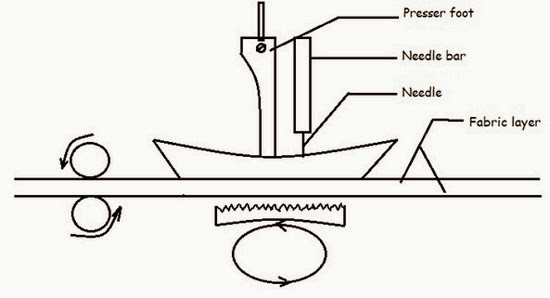 Presser foot
Needle bar
Needle
Fabric layer